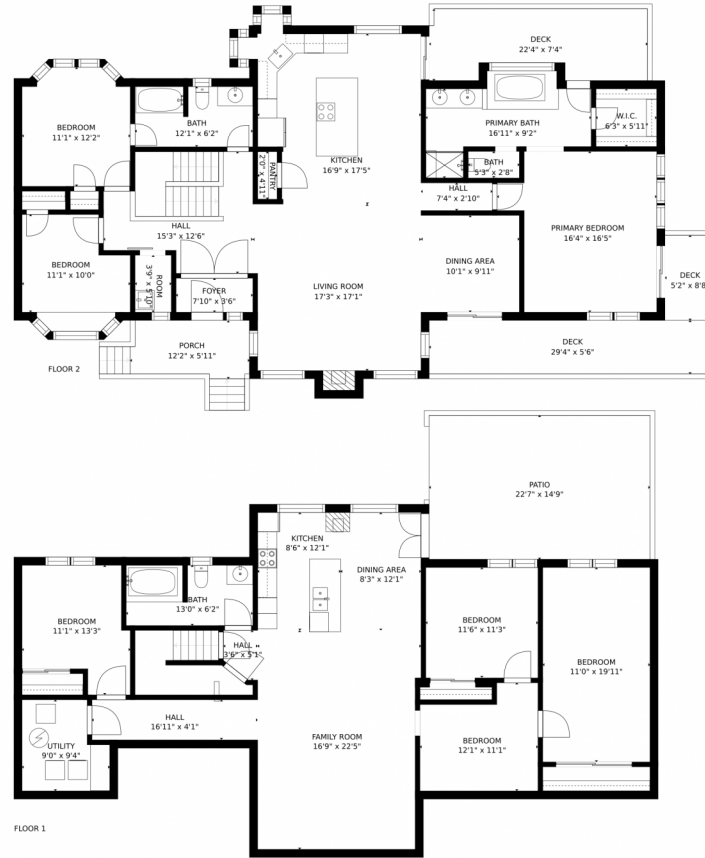 DECK
22'4" x 7'4"
BEDROOM
11'1" x 12'2"
BATH
12'1" x 6'2"
KITCHEN
16'9" x 17'5"
PANTRY
2'0" x 4'11"
PRIMARY BATH
16'11" x 9'2"
W.I.C.
6'3" x 5'11"
BATH
5'3" x 2'8"
HALL
7'4" x 2'10"
HALL
15'3" x 12'6"
PRIMARY BEDROOM
16'4" x 16'5"
BEDROOM
11'1" x 10'0"
ROOM
3'9" x 5'10"
FOYER
7'10" x 3'6"
LIVING ROOM
17'3" x 17'1"
DINING AREA
10'1" x 9'11"
DECK
5'2" x 8'8
PORCH
12'2" x 5'11"
DECK
29'4" x 5'6"
FLOOR 2
PATIO
22'7" x 14'9"
KITCHEN
8'6" x 12'1"
DINING AREA
8'3" x 12'1"
BEDROOM
11'1" x 13'3"
BATH
13'0" x 6'2"
HALL
3'6" x 5'1"
BEDROOM
11'6" x 11'3"
BEDROOM
11'0" x 19'11"
HALL
16'11" x 4'1"
UTILITY
9'0" x 9'4"
FAMILY ROOM
16'9" x 22'5"
BEDROOM
12'1" x 11'1"
FLOOR 1